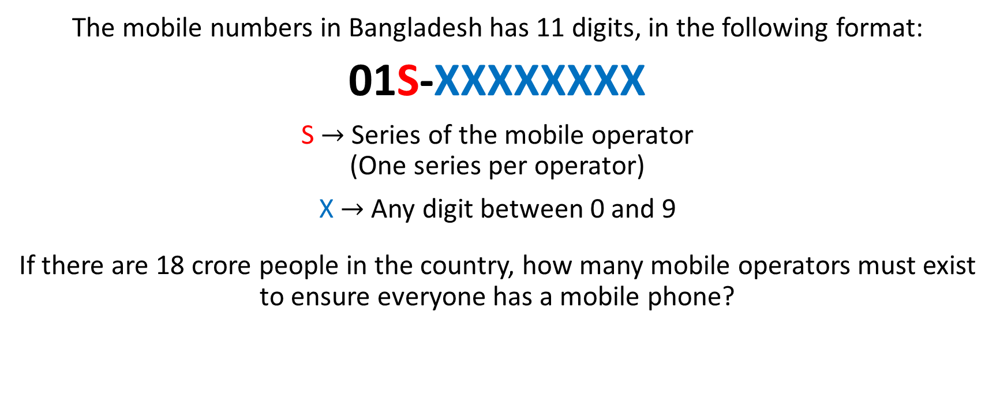 The mobile numbers in Bangladesh has 11 digits, in the following format:
01S-XXXXXXXX
S → Series of the mobile operator
(One series per operator)
X → Any digit between 0 and 9
If there are 18 crore people in the country, how many mobile operators must exist
to ensure everyone has a mobile phone?